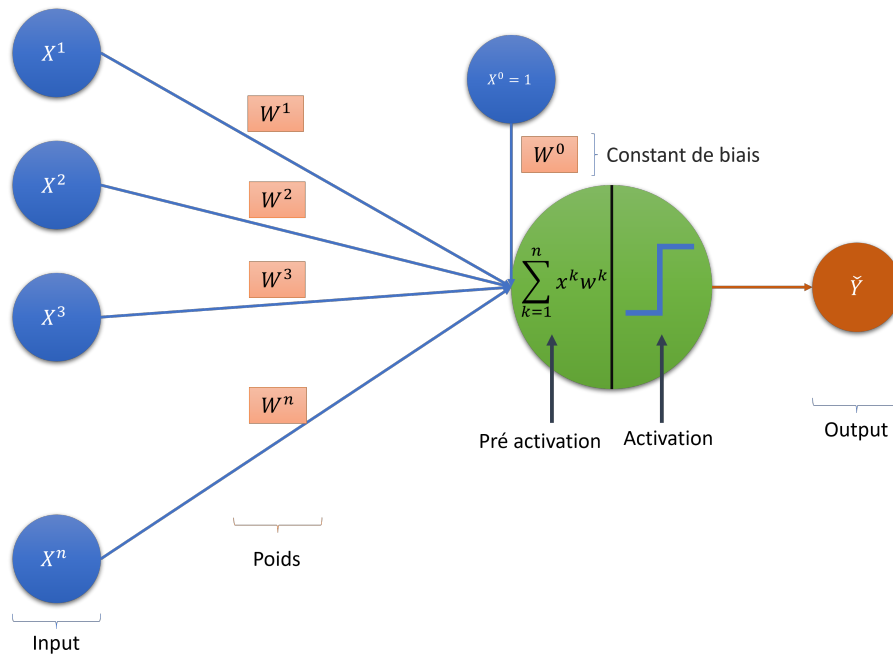 X¹
X⁰ = 1
W¹
W⁰
Constant de biais
X²
W²
X³
W³
∑ₖ₌₁ⁿ xᵏwᵏ
Y̌
Wⁿ
Pré activation
Activation
Output
Xⁿ
Poids
Input